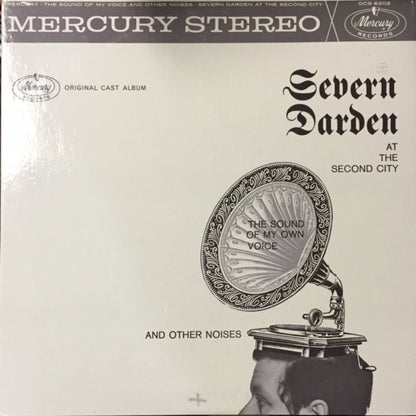 MERCURY · THE SOUND OF MY VOICE AND OTHER NOISES · SEVERN DARDEN AT THE SECOND CITY
OCS 6202
MERCURY STEREO
Mercury
RECORDS
Mercury
ORIGINAL CAST ALBUM
Severn
Darden
AT
THE
SECOND CITY
THE SOUND
OF MY OWN
VOICE
AND OTHER NOISES